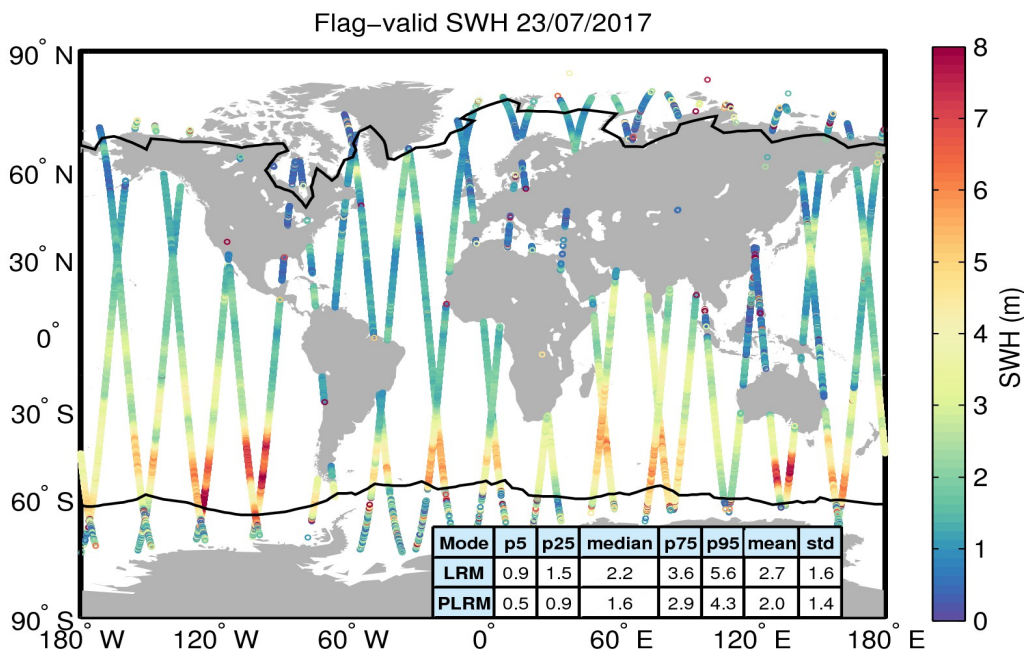 Flag−valid SWH 23/07/2017
90° N
60° N
30° N
0°
30° S
60° S
90° S
180° W
120° W
60° W
0°
60° E
120° E
180° E
Mode p5 p25 median p75 p95 mean std
LRM 0.9 1.5 2.2 3.6 5.6 2.7 1.6
PLRM 0.5 0.9 1.6 2.9 4.3 2.0 1.4
8
7
6
5
4
3
2
1
0
SWH (m)